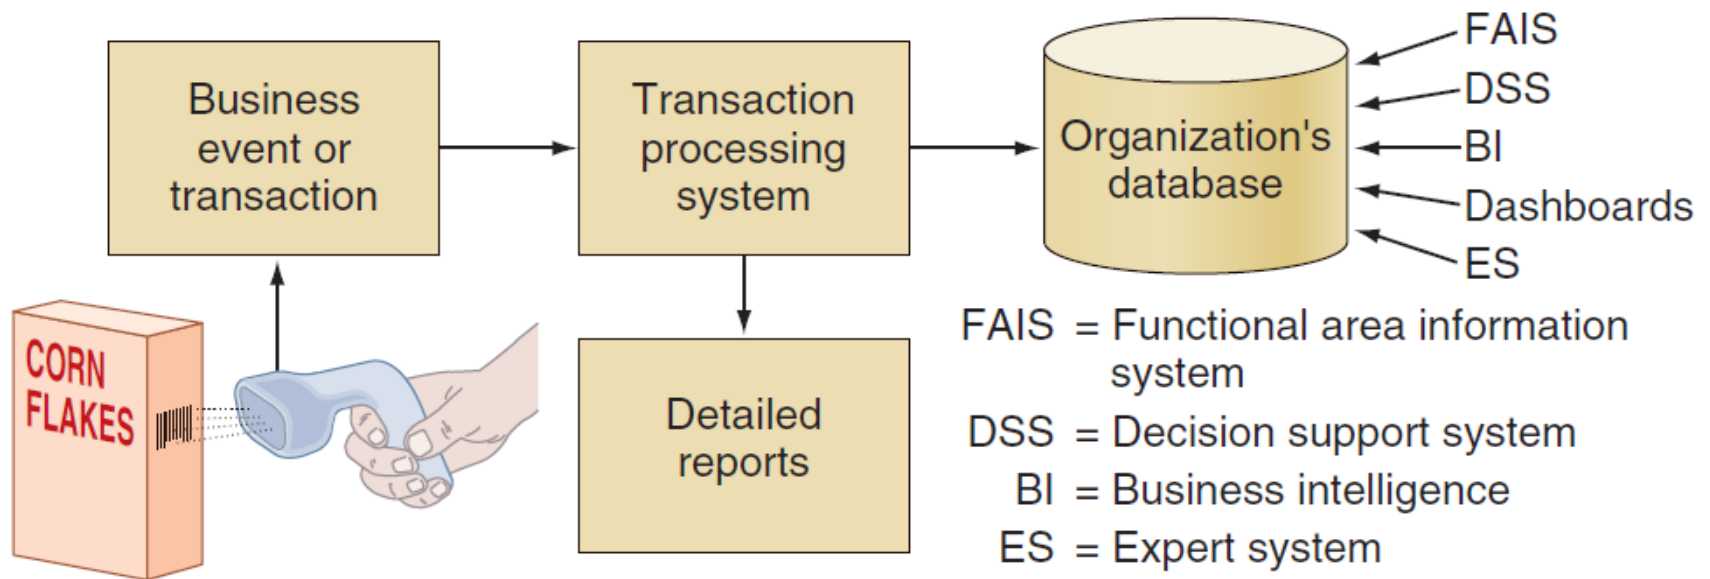 Business
event or
transaction
Transaction
processing
system
Organization's
database
FAIS
DSS
BI
Dashboards
ES
CORN
FLAKES
Detailed
reports
FAIS = Functional area information
system
DSS = Decision support system
BI = Business intelligence
ES = Expert system